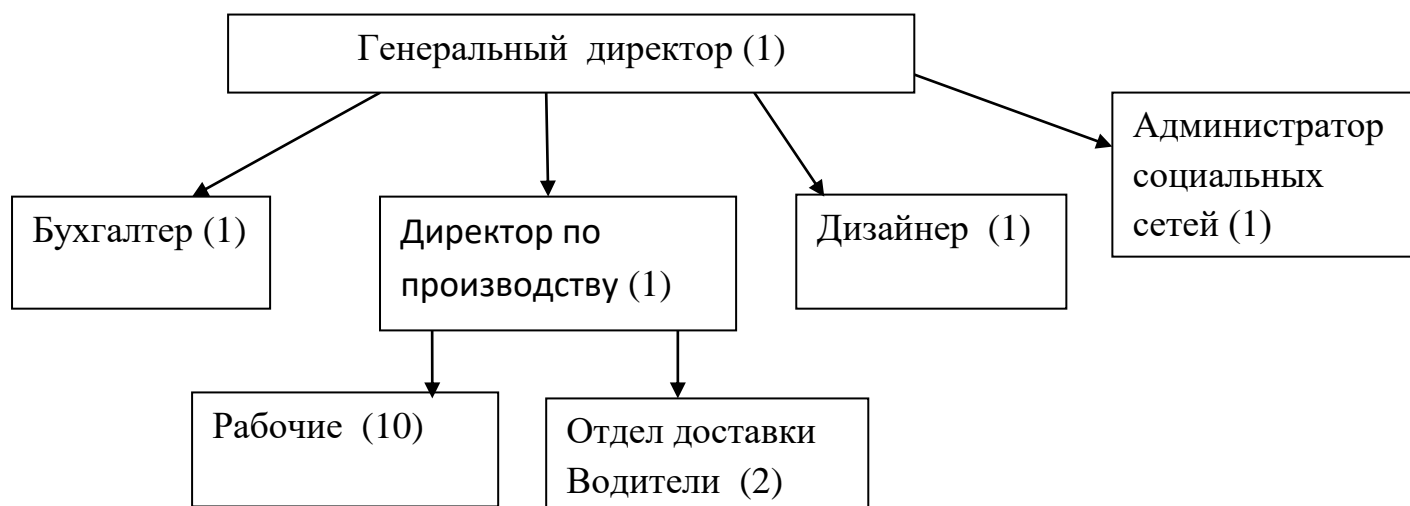 Генеральный директор (1)
Администратор
социальных
сетей (1)
Бухгалтер (1)
Директор по
производству (1)
Дизайнер (1)
Рабочие (10)
Отдел доставки
Водители (2)